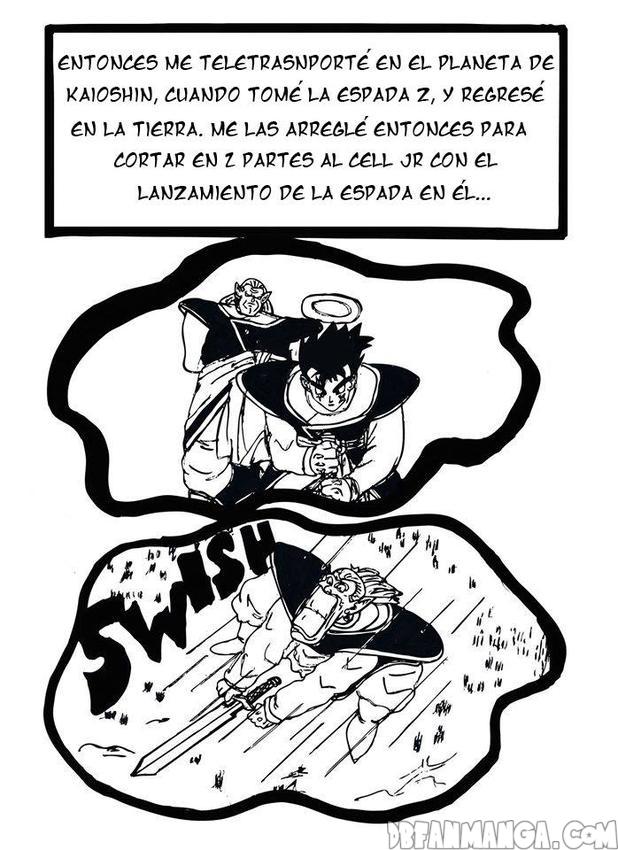 ENTONCES ME TELETRASNPORTÉ EN EL PLANETA DE
KAIOSHIN, CUANDO TOMÉ LA ESPADA Z, Y REGRESÉ
EN LA TIERRA. ME LAS ARREGLÉ ENTONCES PARA
CORTAR EN 2 PARTES AL CELL JR CON EL
LANZAMIENTO DE LA ESPADA EN ÉL...
SWISH
DBFANMANGA.COM